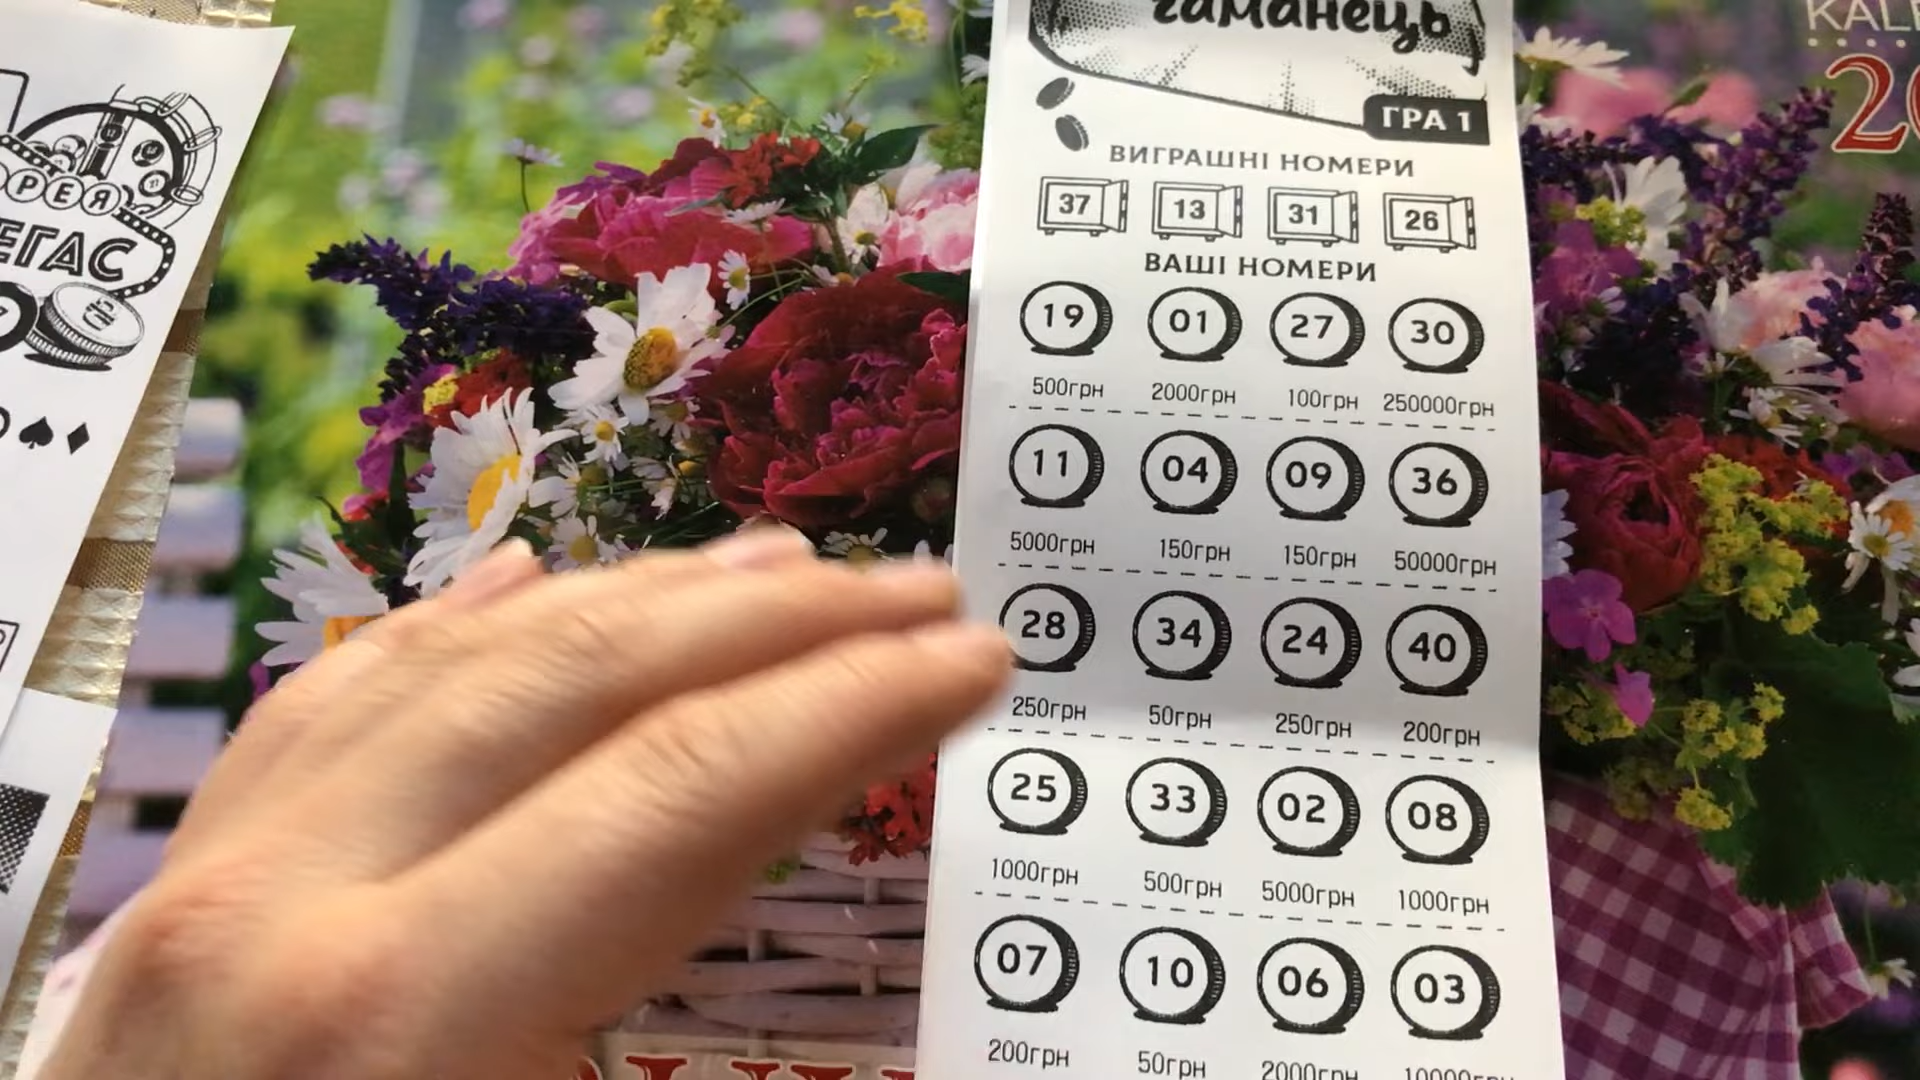 гаманець
ГРА 1
ВИГРАШНІ НОМЕРИ
37 13 31 26
ВАШІ НОМЕРИ
19 01 27 30
500грн 2000грн 100грн 250000грн
11 04 09 36
5000грн 150грн 150грн 50000грн
28 34 24 40
250грн 50грн 250грн 200грн
25 33 02 08
1000грн 500грн 5000грн 1000грн
07 10 06 03
200грн 50грн 2000грн 10000грн